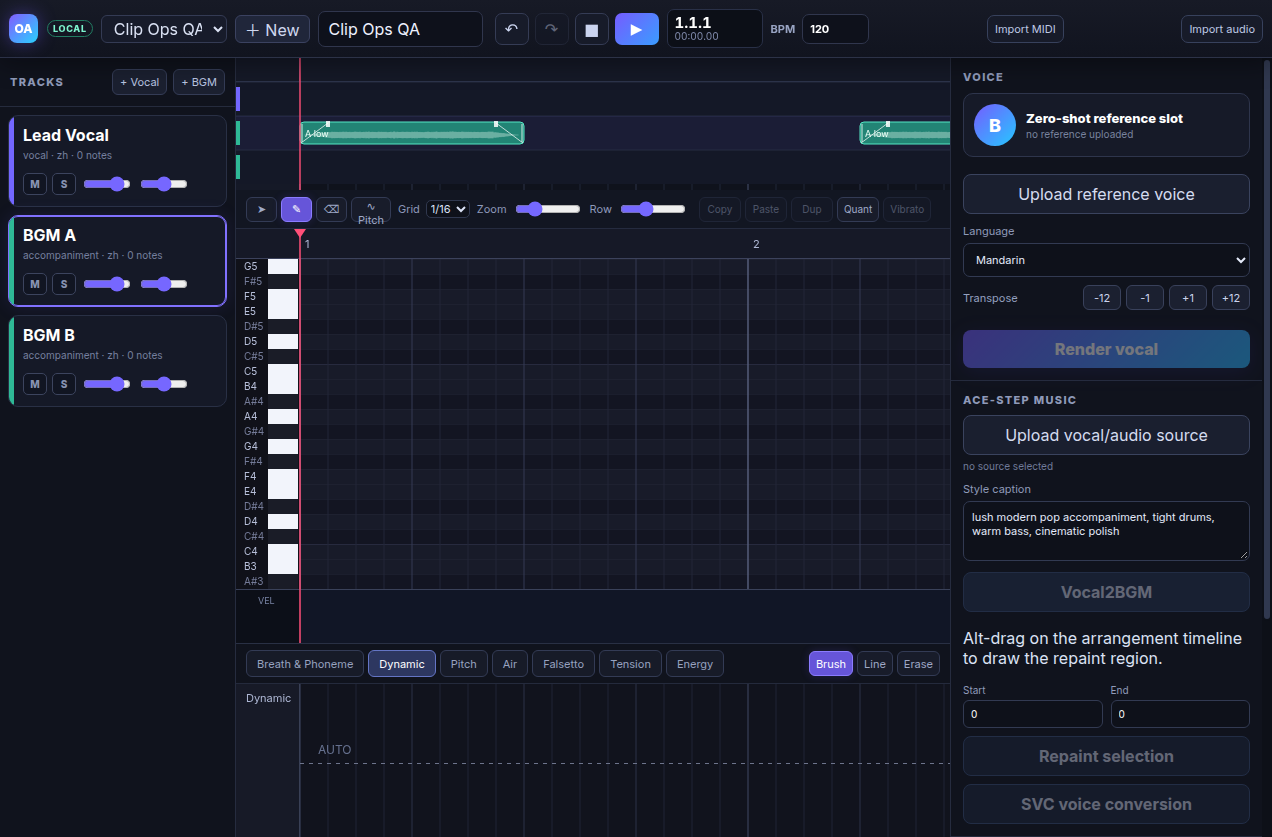 OA LOCAL Clip Ops QA + New Clip Ops QA 1.1.1 BPM 120 Import MIDI Import audio
00:00.00
TRACKS + Vocal + BGM
Lead Vocal
vocal · zh · 0 notes
M S
BGM A
accompaniment · zh · 0 notes
M S
BGM B
accompaniment · zh · 0 notes
M S
A low A low
Pitch Grid 1/16 Zoom Row Copy Paste Dup Quant Vibrato
1 2
G5
F#5
F5
E5
D#5
D5
C#5
C5
B4
A#4
A4
G#4
G4
F#4
F4
E4
D#4
D4
C#4
C4
B3
A#3
VEL
Breath & Phoneme Dynamic Pitch Air Falsetto Tension Energy Brush Line Erase
Dynamic
AUTO
VOICE
B Zero-shot reference slot
no reference uploaded
Upload reference voice
Language
Mandarin
Transpose -12 -1 +1 +12
Render vocal
ACE-STEP MUSIC
Upload vocal/audio source
no source selected
Style caption
lush modern pop accompaniment, tight drums,
warm bass, cinematic polish
Vocal2BGM
Alt-drag on the arrangement timeline
to draw the repaint region.
Start End
0 0
Repaint selection
SVC voice conversion